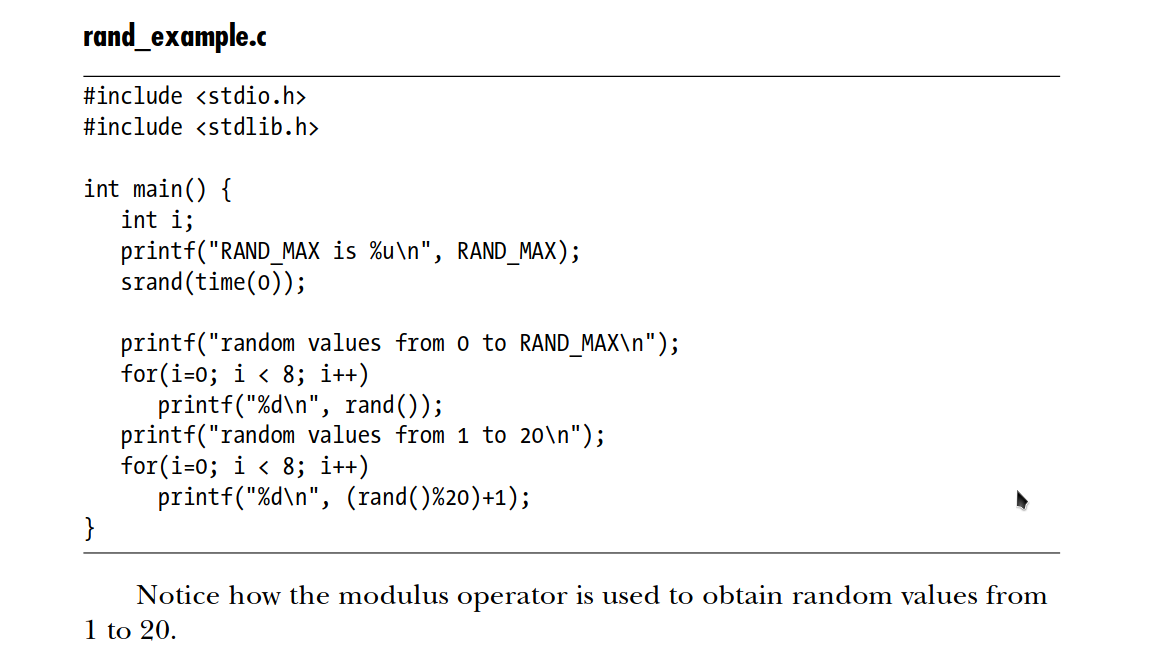 rand_example.c
#include <stdio.h>
#include <stdlib.h>
int main() {
int i;
printf("RAND_MAX is %u\n", RAND_MAX);
srand(time(0));
printf("random values from 0 to RAND_MAX\n");
for(i=0; i < 8; i++)
printf("%d\n", rand());
printf("random values from 1 to 20\n");
for(i=0; i < 8; i++)
printf("%d\n", (rand()%20)+1);
}
Notice how the modulus operator is used to obtain random values from
1 to 20.